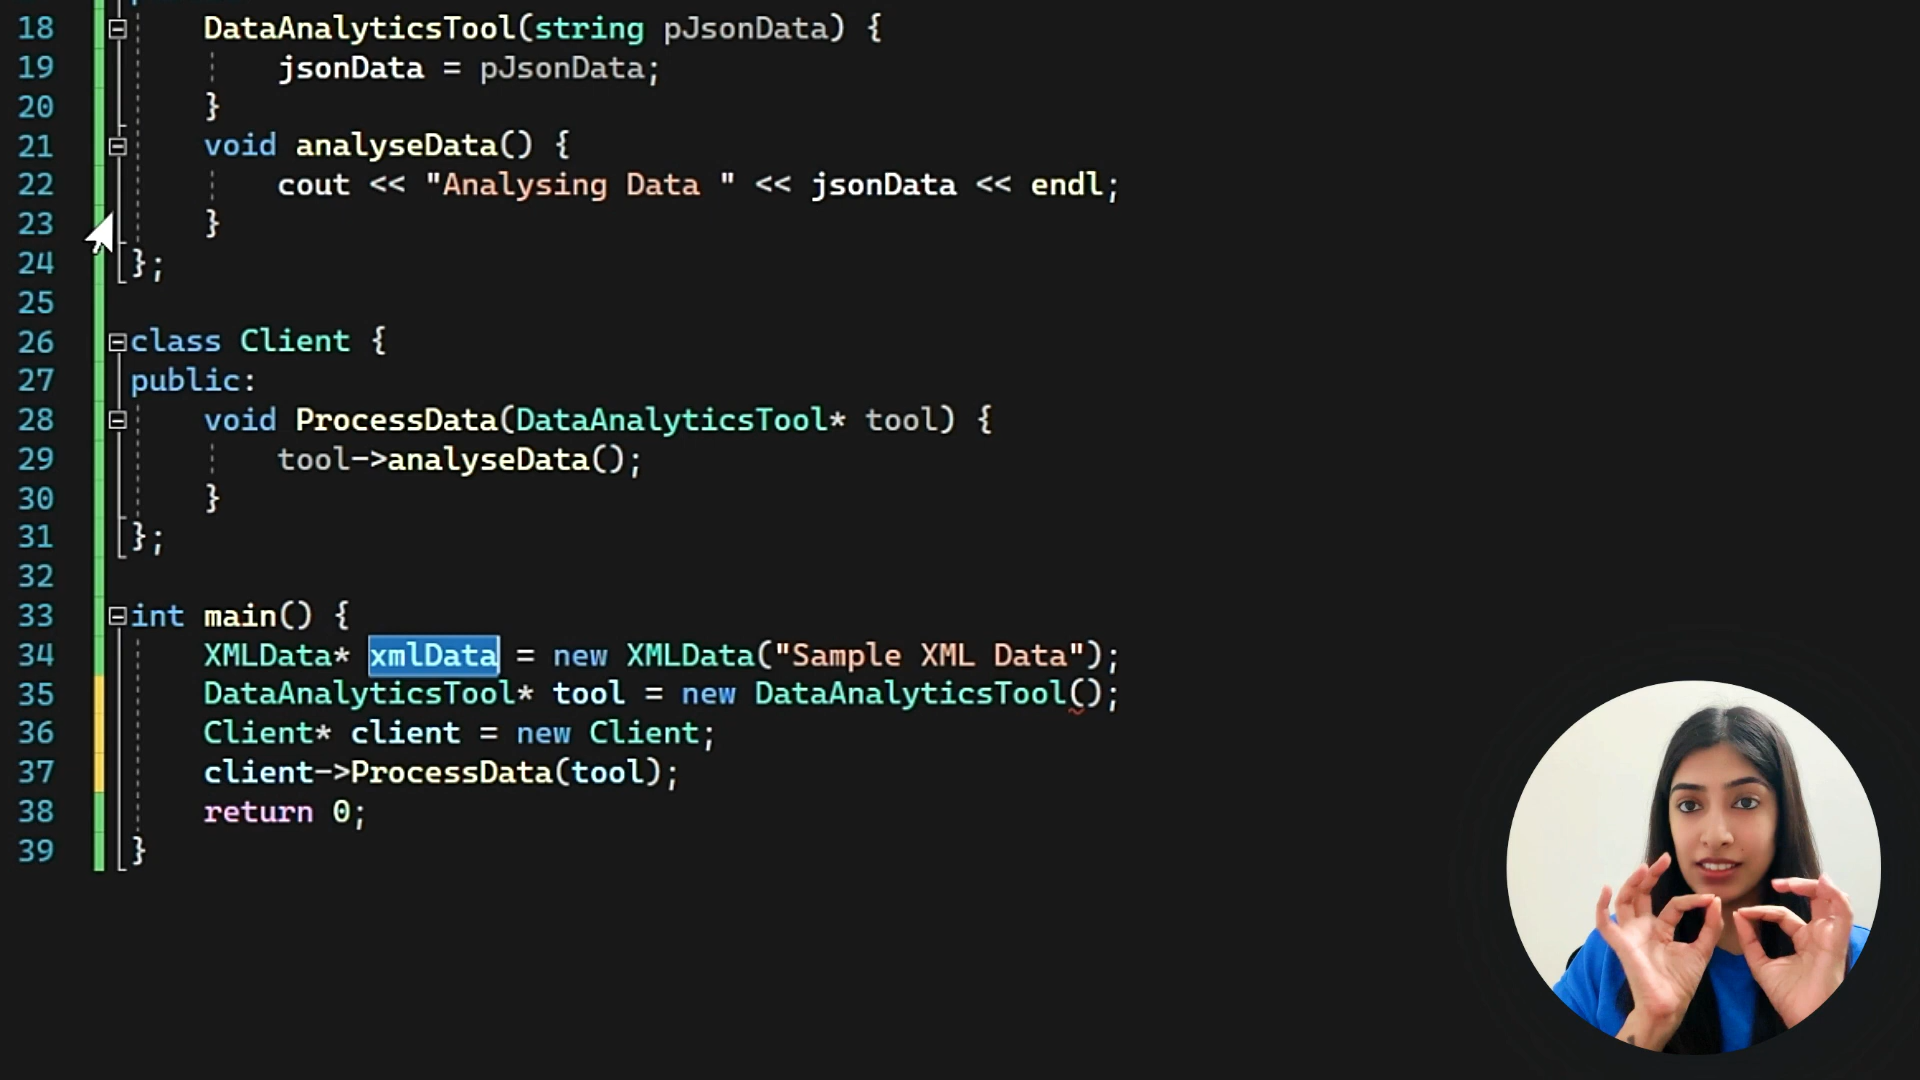 18 DataAnalyticsTool(string pJsonData) {
19 jsonData = pJsonData;
20 }
21 void analyseData() {
22 cout << "Analysing Data " << jsonData << endl;
23 }
24 };
25
26 class Client {
27 public:
28 void ProcessData(DataAnalyticsTool* tool) {
29 tool->analyseData();
30 }
31 };
32
33 int main() {
34 XMLData* xmlData = new XMLData("Sample XML Data");
35 DataAnalyticsTool* tool = new DataAnalyticsTool();
36 Client* client = new Client;
37 client->ProcessData(tool);
38 return 0;
39 }